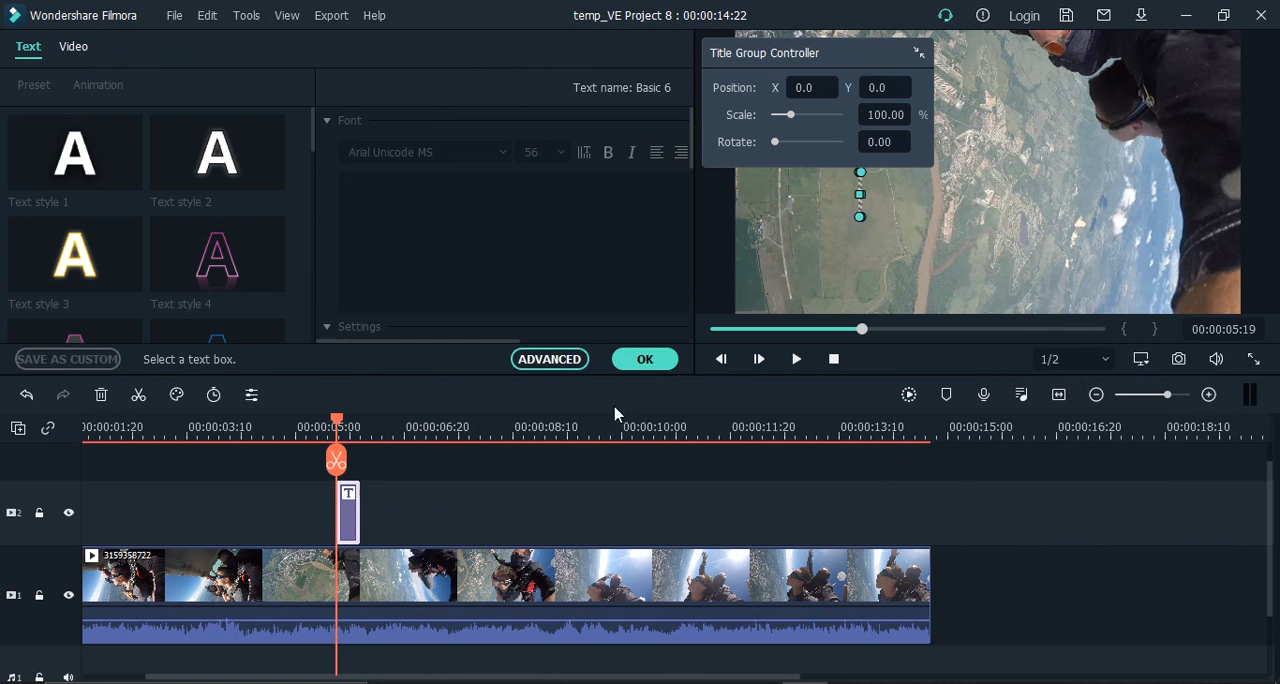 Wondershare Filmora File Edit Tools View Export Help temp_VE Project 8 : 00:00:14:22 Login
Text Video
Preset Animation
Text name: Basic 6
A A
Text style 1 Text style 2
A A
Text style 3 Text style 4
Font
Arial Unicode MS 56 B I
Settings
SAVE AS CUSTOM Select a text box. ADVANCED OK
Title Group Controller
Position: X 0.0 Y 0.0
Scale: 100.00 %
Rotate: 0.00
{ } 00:00:05:19
1/2
00:00:01:20 00:00:03:10 00:00:05:00 00:00:06:20 00:00:08:10 00:00:10:00 00:00:11:20 00:00:13:10 00:00:15:00 00:00:16:20 00:00:18:10
T
2
3159358722
1
1